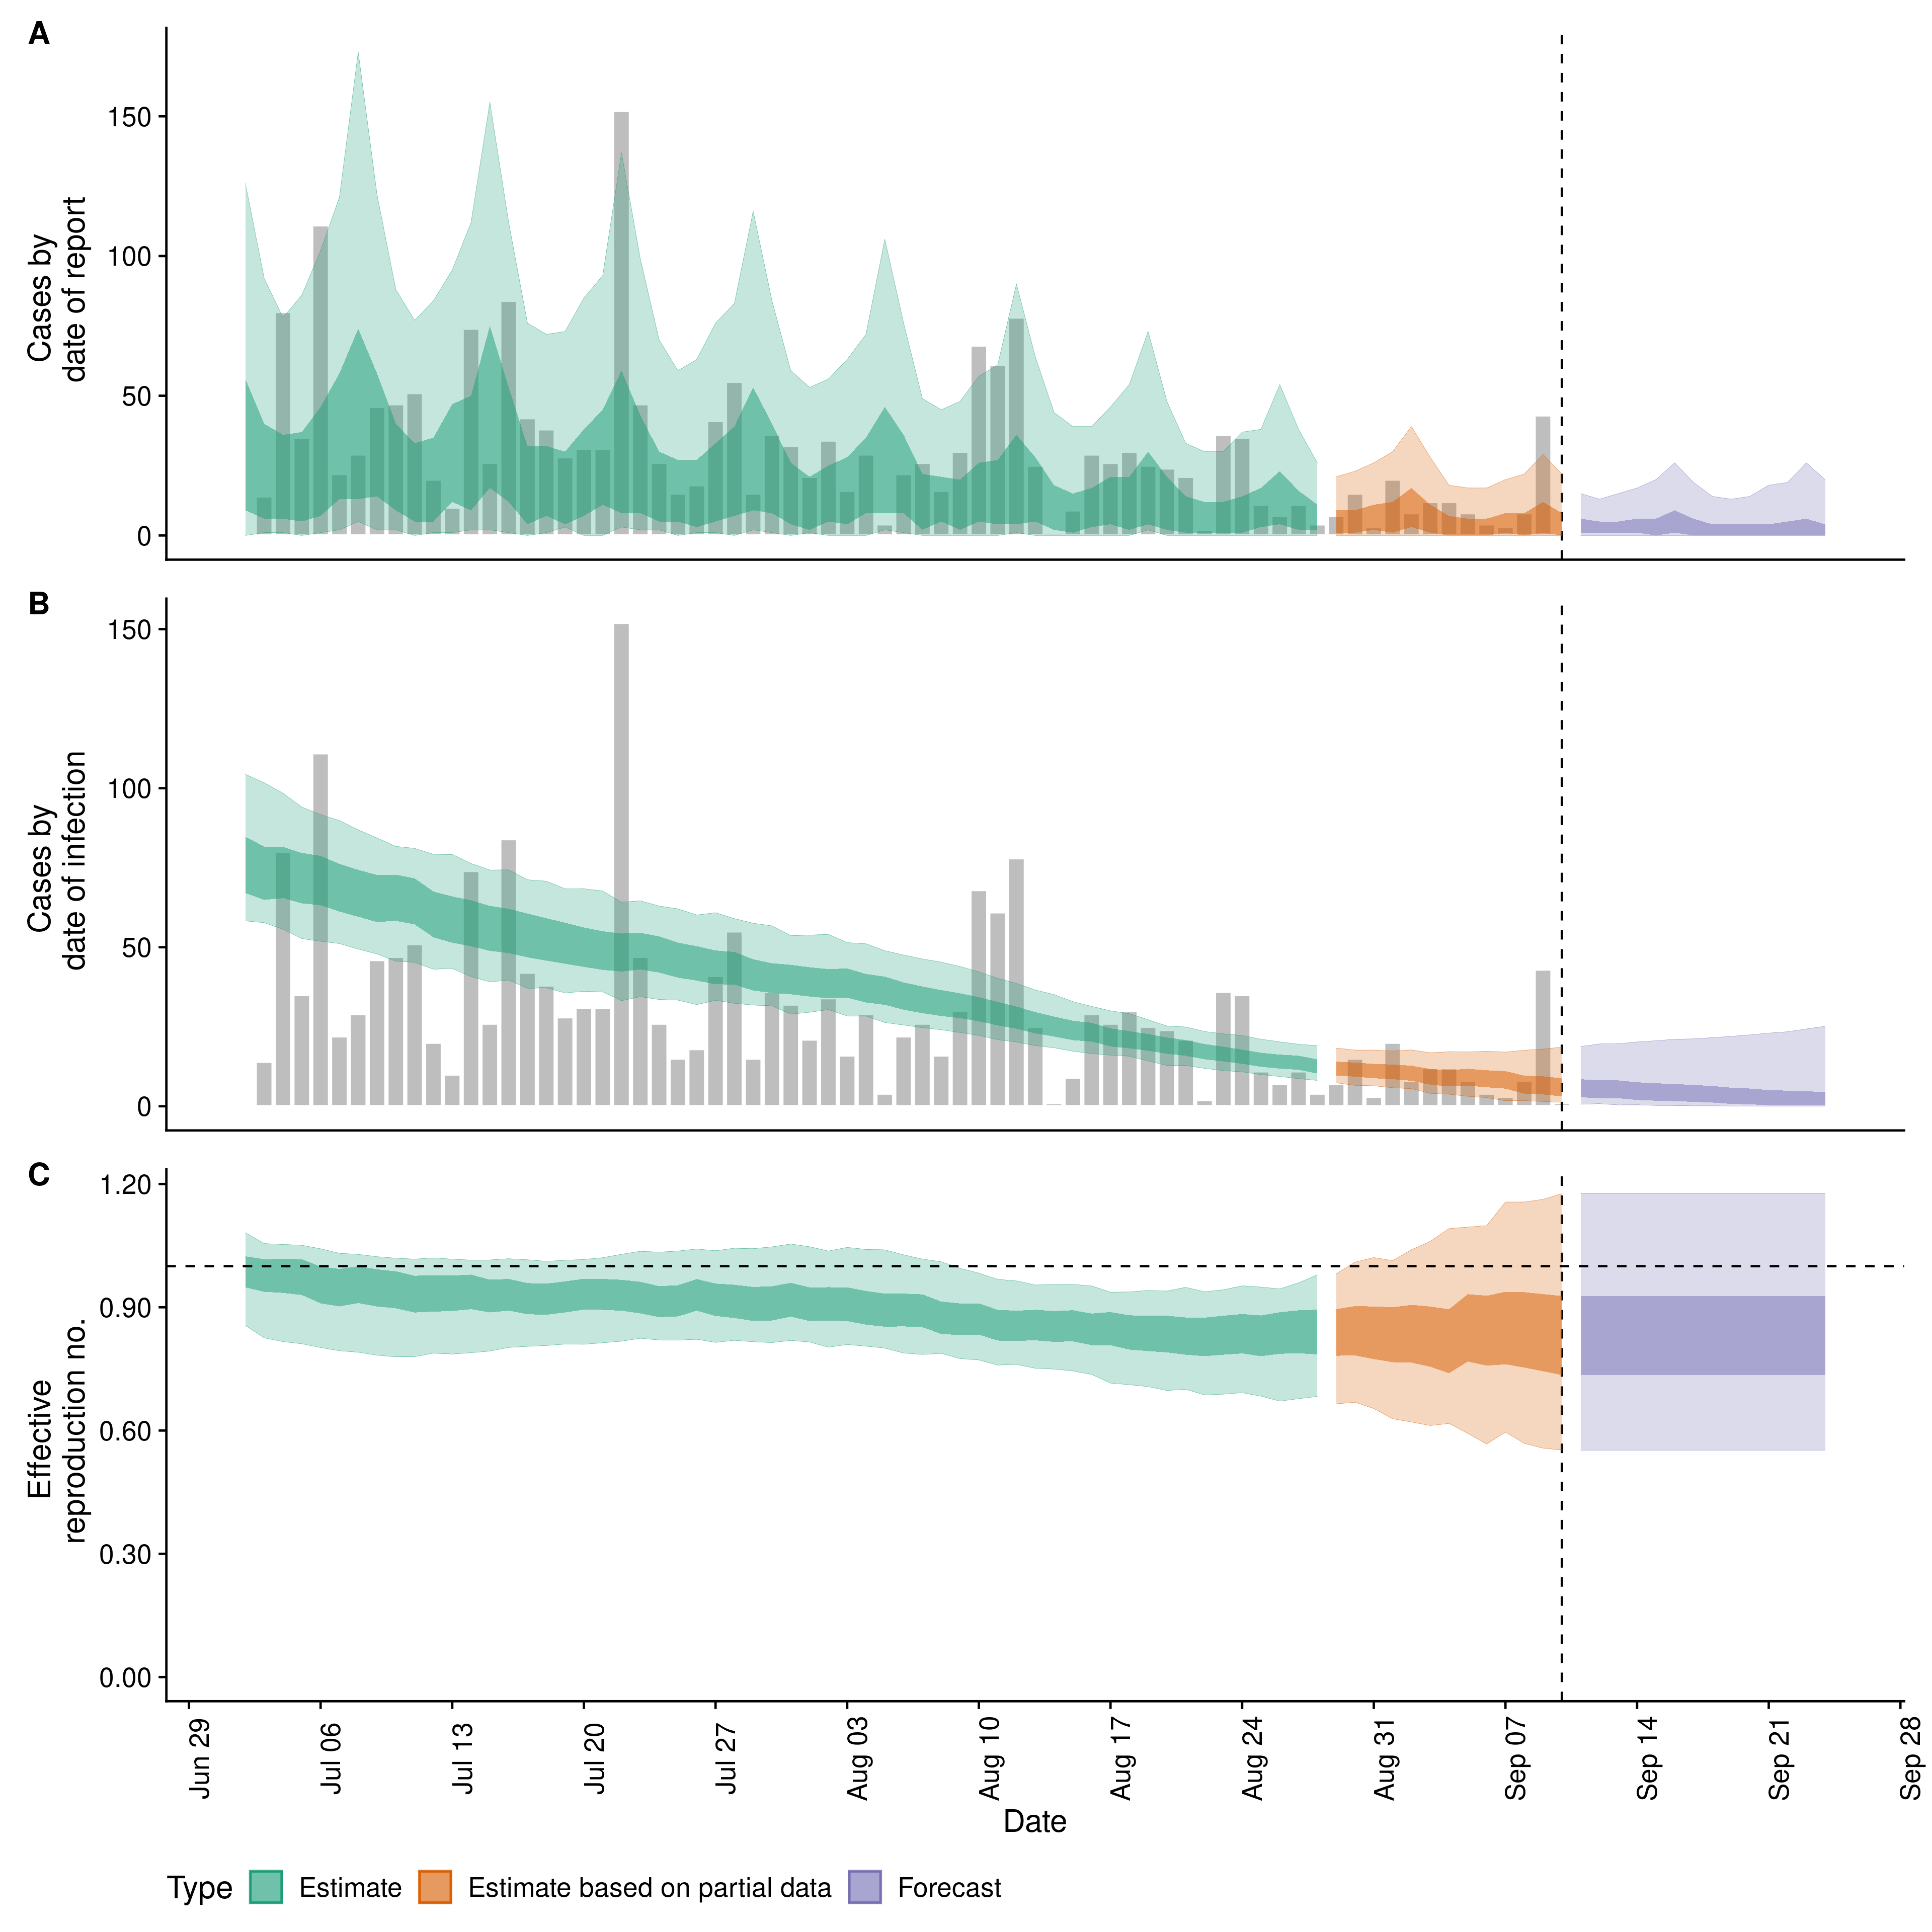 A
Cases by
date of report
150
100
50
0
B
Cases by
date of infection
150
100
50
0
C
Effective
reproduction no.
1.20
0.90
0.60
0.30
0.00
Jun 29
Jul 06
Jul 13
Jul 20
Jul 27
Aug 03
Aug 10
Aug 17
Aug 24
Aug 31
Sep 07
Sep 14
Sep 21
Sep 28
Date
Type Estimate Estimate based on partial data Forecast